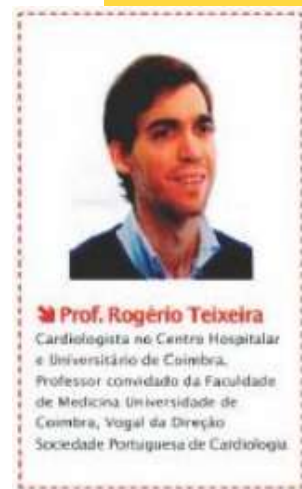 Prof. Rogério Teixeira
Cardiologista no Centro Hospitalar
e Universitário de Coimbra,
Professor convidado da Faculdade
de Medicina Universidade de
Coimbra, Vogal da Direção
Sociedade Portuguesa de Cardiologia